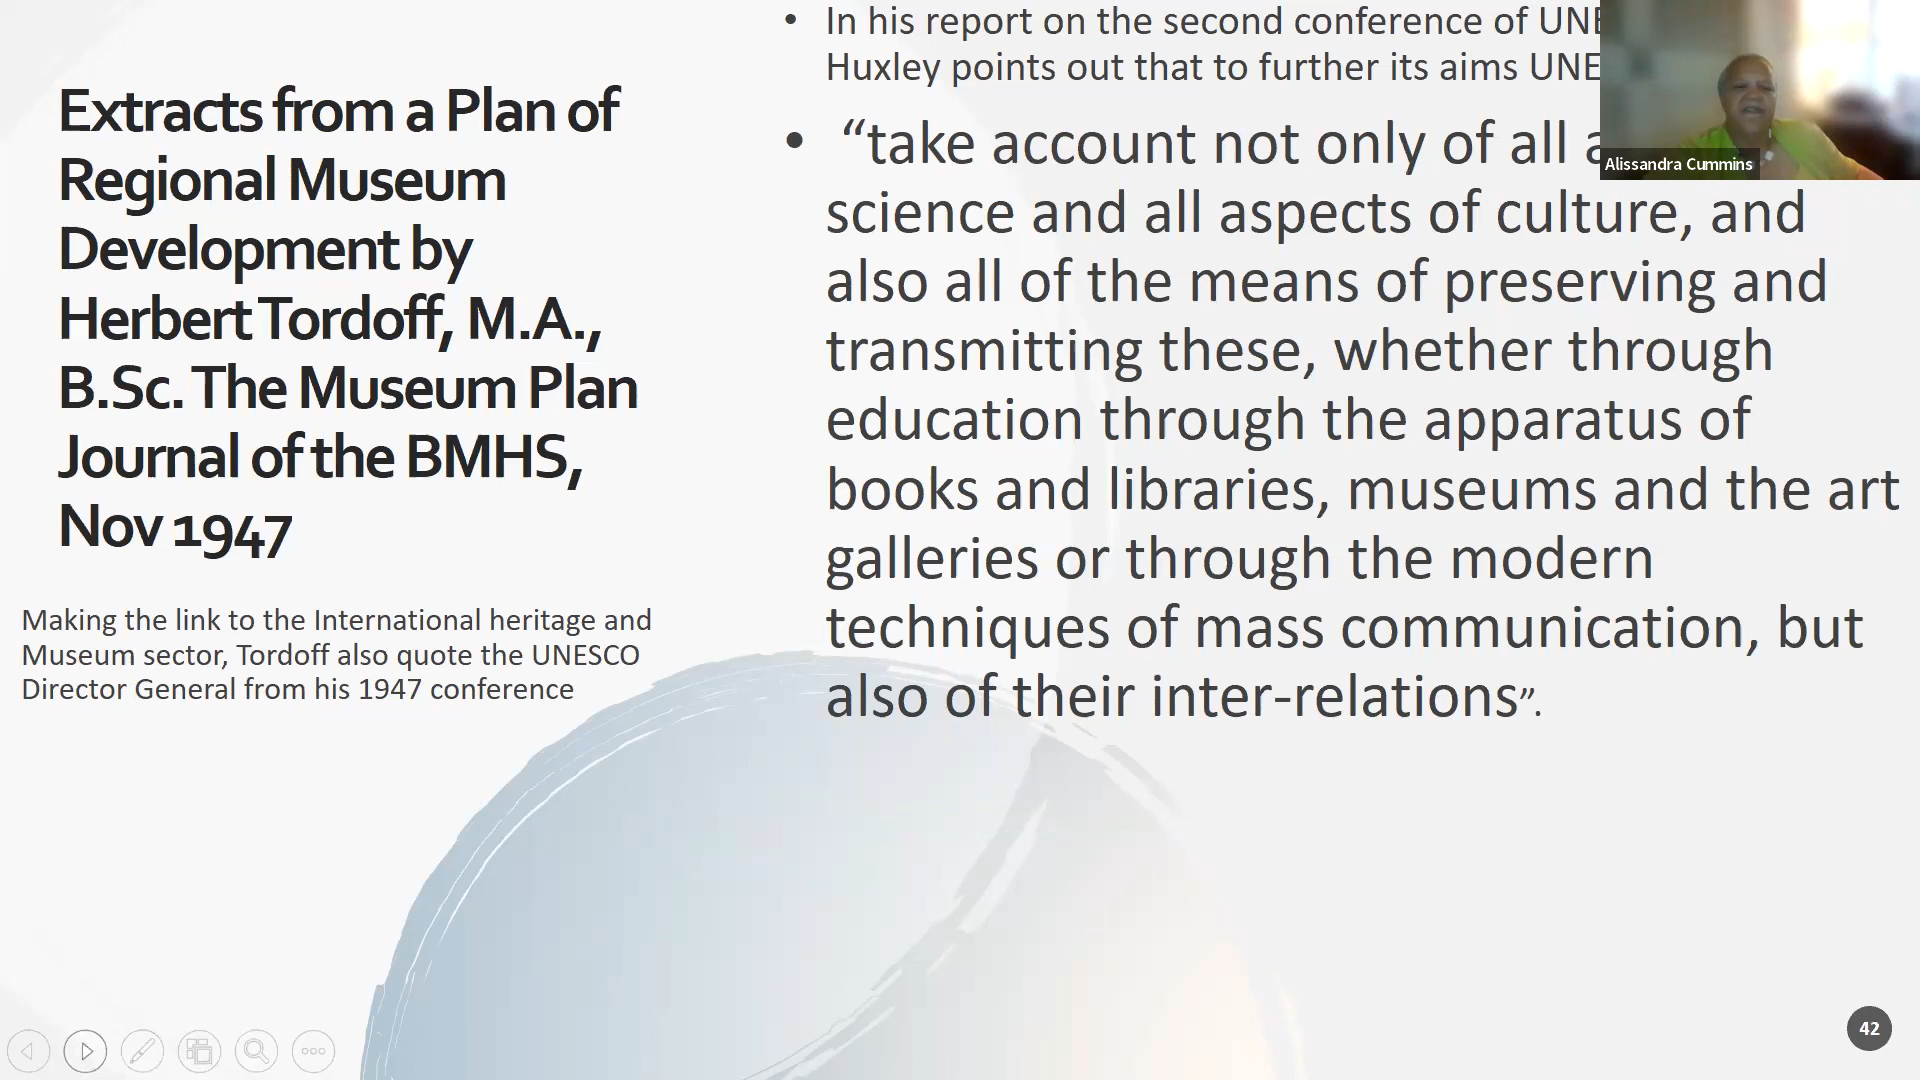 Extracts from a Plan of
Regional Museum
Development by
Herbert Tordoff, M.A.,
B.Sc. The Museum Plan
Journal of the BMHS,
Nov 1947
Making the link to the International heritage and
Museum sector, Tordoff also quote the UNESCO
Director General from his 1947 conference
• In his report on the second conference of
Huxley points out that to further its aims
• “take account not only of all
science and all aspects of culture, and
also all of the means of preserving and
transmitting these, whether through
education through the apparatus of
books and libraries, museums and the art
galleries or through the modern
techniques of mass communication, but
also of their inter-relations”.
Alissandra Cummins
42